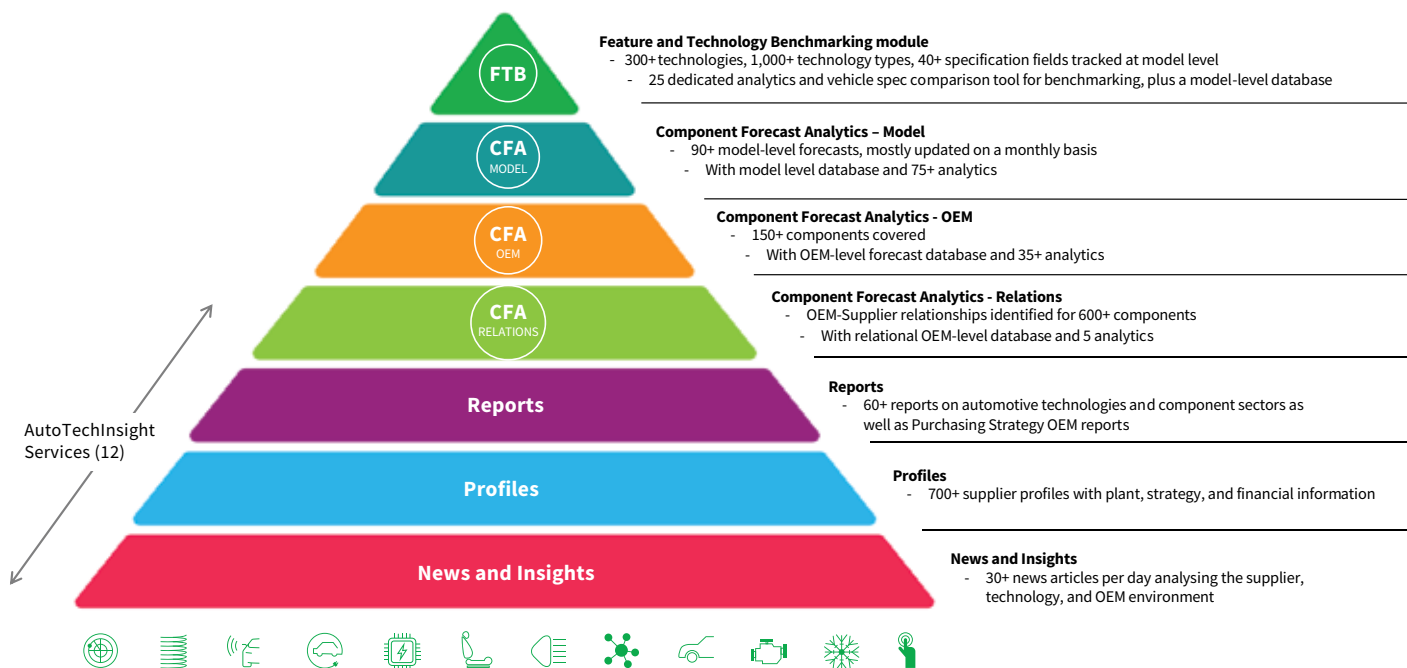 FTB
Feature and Technology Benchmarking module
- 300+ technologies, 1,000+ technology types, 40+ specification fields tracked at model level
- 25 dedicated analytics and vehicle spec comparison tool for benchmarking, plus a model-level database
CFA
MODEL
Component Forecast Analytics – Model
- 90+ model-level forecasts, mostly updated on a monthly basis
- With model level database and 75+ analytics
CFA
OEM
Component Forecast Analytics - OEM
- 150+ components covered
- With OEM-level forecast database and 35+ analytics
CFA
RELATIONS
Component Forecast Analytics - Relations
- OEM-Supplier relationships identified for 600+ components
- With relational OEM-level database and 5 analytics
Reports
Reports
- 60+ reports on automotive technologies and component sectors as
well as Purchasing Strategy OEM reports
AutoTechInsight
Services (12)
Profiles
Profiles
- 700+ supplier profiles with plant, strategy, and financial information
News and Insights
News and Insights
- 30+ news articles per day analysing the supplier,
technology, and OEM environment